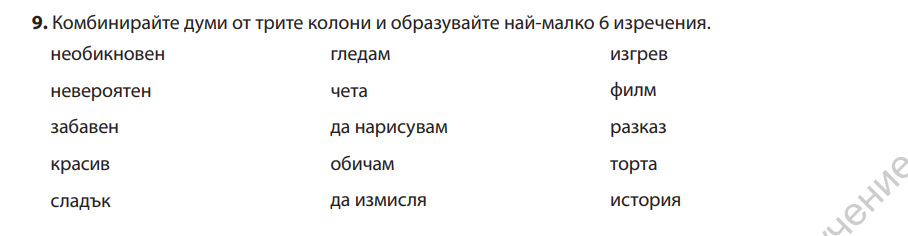 9. Комбинирайте думи от трите колони и образувайте най-малко 6 изречения.
необикновен гледам изгрев
невероятен чета филм
забавен да нарисувам разказ
красив обичам торта
сладък да измисля история